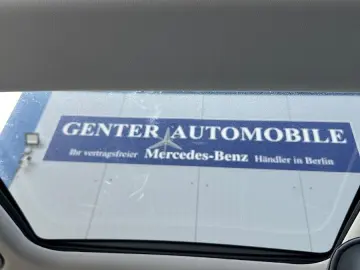 GENTER AUTOMOBILE
Ihr vertragsfreier Mercedes-Benz Händler in Berlin